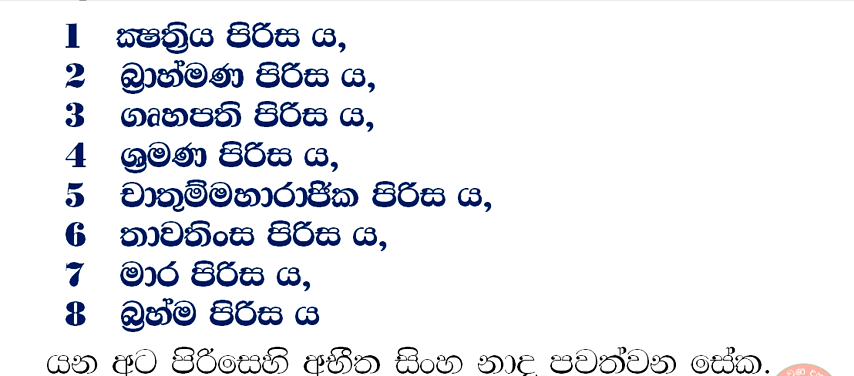 1 ක්‍ෂත්‍රිය පිරිස ය,
2 බ්‍රාහ්මණ පිරිස ය,
3 ගෘහපති පිරිස ය,
4 ශ්‍රමණ පිරිස ය,
5 චාතුම්මහාරාජික පිරිස ය,
6 තාවතිංස පිරිස ය,
7 මාර පිරිස ය,
8 බ්‍රහ්ම පිරිස ය
යන අට පිරිසෙහි අභීත සිංහ නාද පවත්වන සේක.